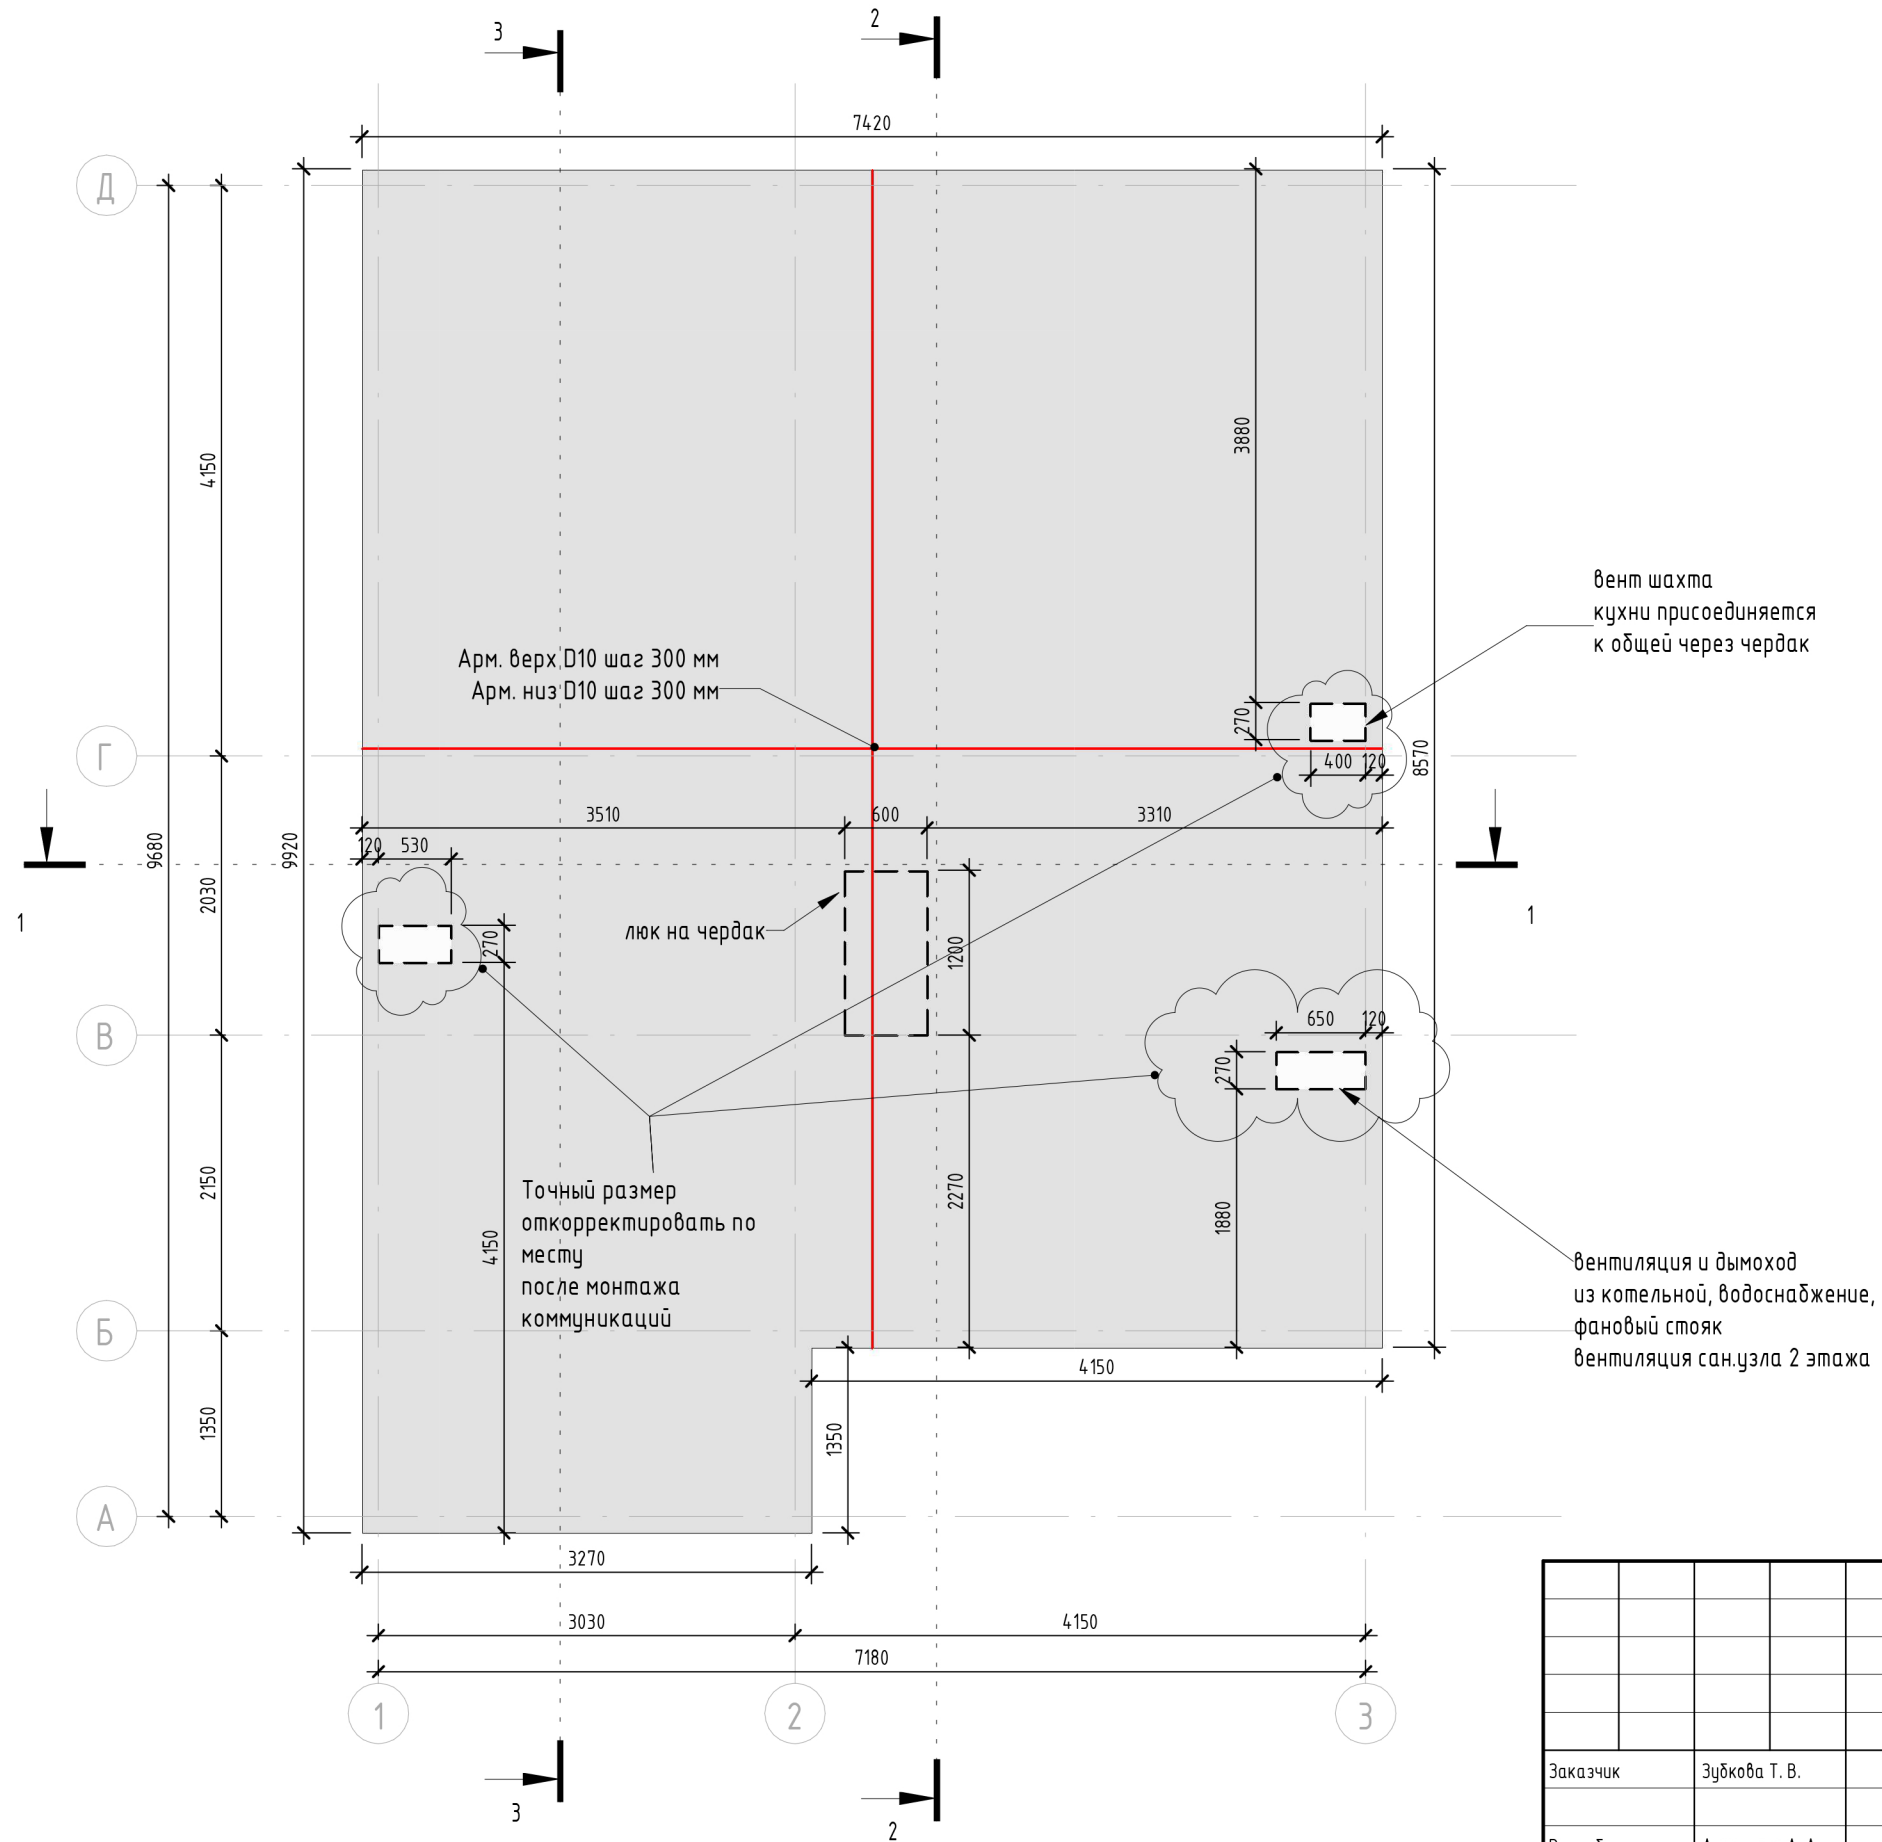 3
2
7420
Д
4150
9680
9920
3880
8570
вент шахта
кухни присоединяется
к общей через чердак
Арм. верх D10 шаг 300 мм
Арм. низ D10 шаг 300 мм
270
400
120
Г
3510
600
3310
120
530
2030
1
1
270
люк на чердак
1200
В
650
120
270
2150
4150
2270
1880
Точный размер
откорректировать по
месту
после монтажа
коммуникаций
вентиляция и дымоход
из котельной, водоснабжение,
фановый стояк
вентиляция сан.узла 2 этажа
Б
4150
1350
1350
А
3270
3030
4150
7180
1
2
3
3
2
Заказчик
Зубкова Т. В.